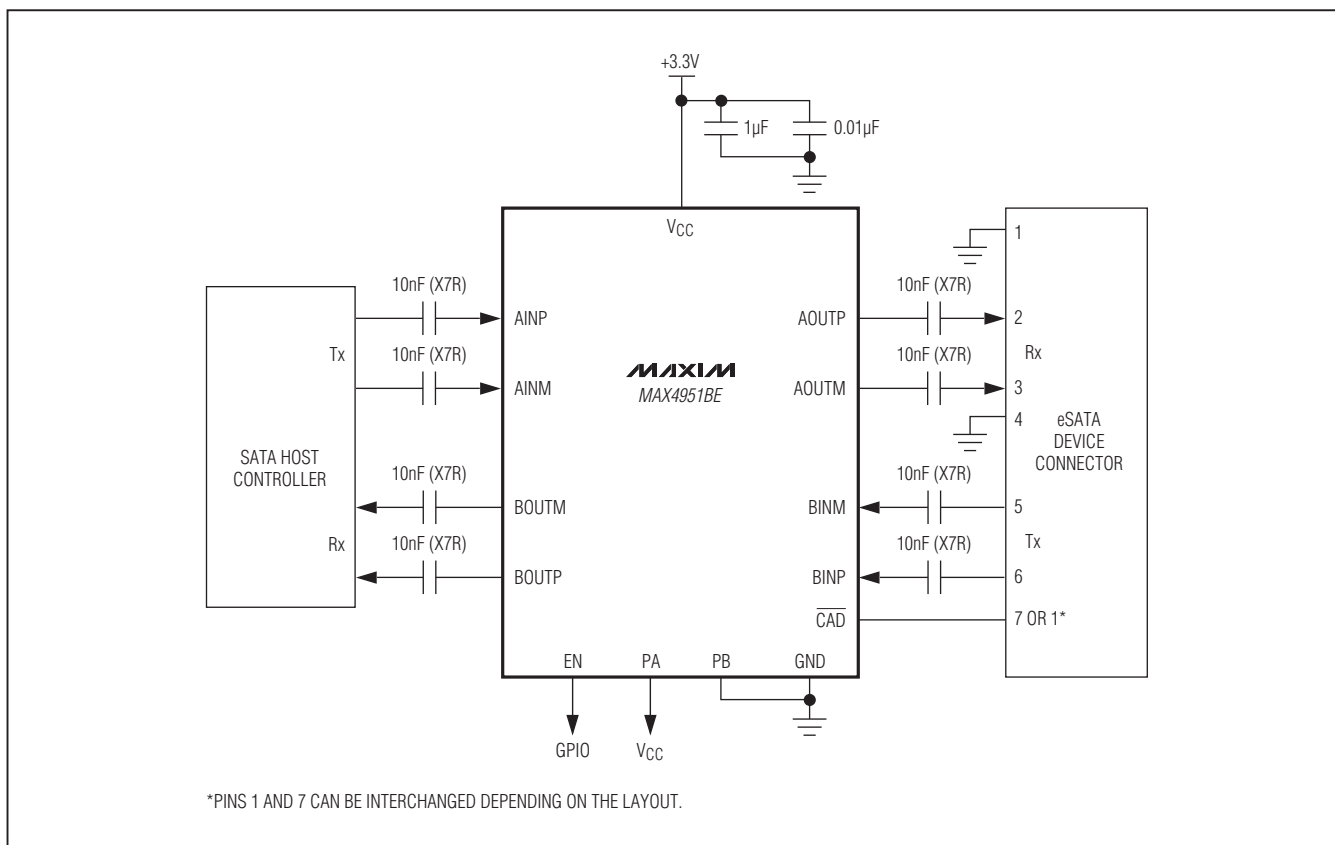 +3.3V
1µF
0.01µF
VCC
1
10nF (X7R)
10nF (X7R)
AINP
AOUTP
2
Tx
10nF (X7R)
MAXIM
MAX4951BE
10nF (X7R)
Rx
AINM
AOUTM
3
4
SATA HOST
CONTROLLER
eSATA
DEVICE
CONNECTOR
10nF (X7R)
10nF (X7R)
BOUTM
BINM
5
Rx
10nF (X7R)
10nF (X7R)
Tx
BOUTP
BINP
6
CAD
7 OR 1*
EN
PA
PB
GND
GPIO
VCC
*PINS 1 AND 7 CAN BE INTERCHANGED DEPENDING ON THE LAYOUT.